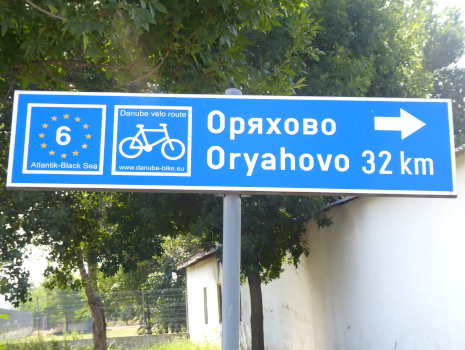 6
Atlantik-Black Sea
Danube velo route
www.danube-bike.eu
Оряхово
Oryahovo 32 km